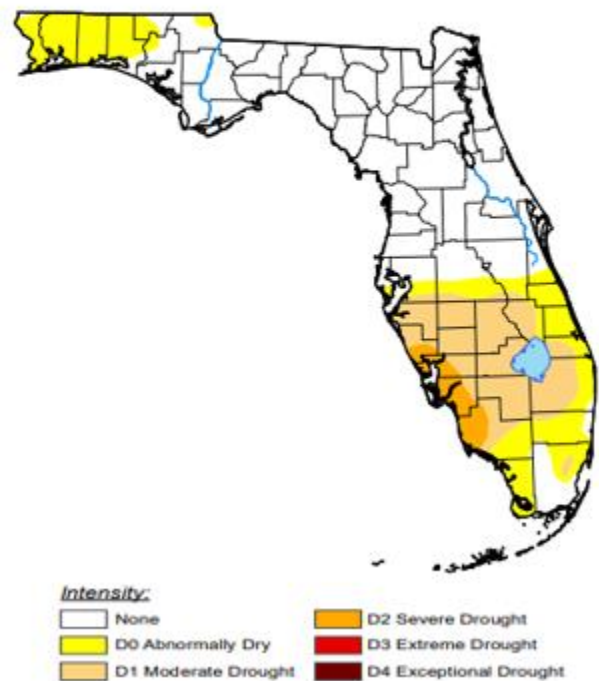 Intensity:
None
D0 Abnormally Dry
D1 Moderate Drought
D2 Severe Drought
D3 Extreme Drought
D4 Exceptional Drought